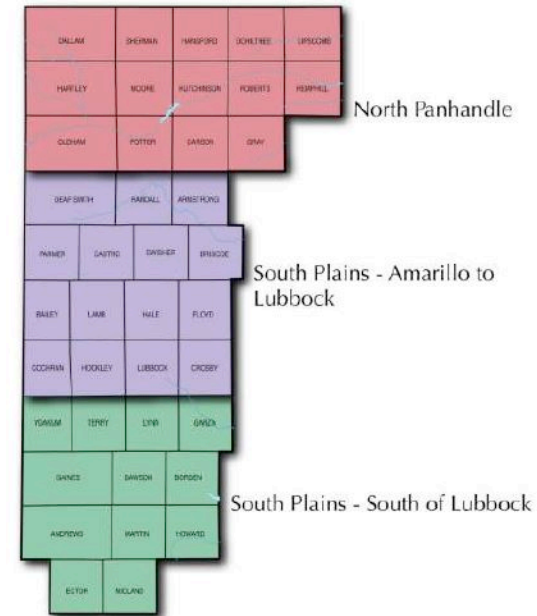 DALLAM SHERMAN HANSFORD OCHILTREE LIPSCOMB
HARTLEY MOORE HUTCHINSON ROBERTS HEMPHILL
North Panhandle
OLDHAM POTTER CARSON GRAY
DEAF SMITH RANDALL ARMSTRONG
PARMER CASTRO SWISHER BRISCOE
South Plains - Amarillo to
Lubbock
BAILEY LAMB HALE FLOYD
COCHRAN HOCKLEY LUBBOCK CROSBY
YOAKUM TERRY LYNN GARZA
GAINES DAWSON BORDEN
South Plains - South of Lubbock
ANDREWS MARTIN HOWARD
ECTOR MIDLAND